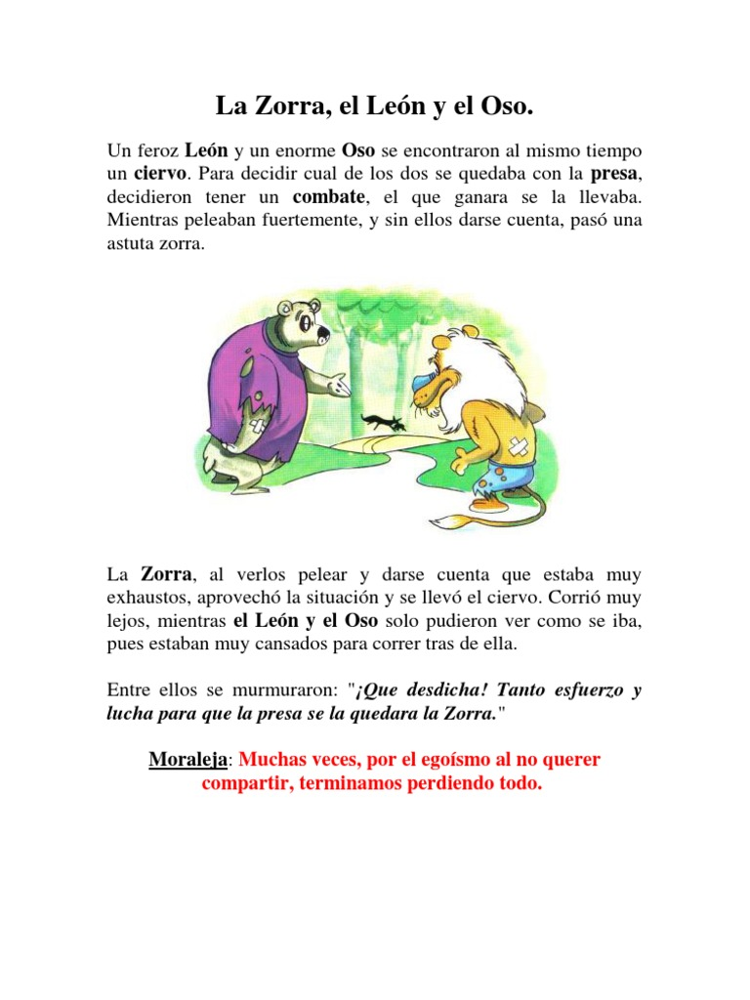 La Zorra, el León y el Oso.
Un feroz León y un enorme Oso se encontraron al mismo tiempo
un ciervo. Para decidir cual de los dos se quedaba con la presa,
decidieron tener un combate, el que ganara se la llevaba.
Mientras peleaban fuertemente, y sin ellos darse cuenta, pasó una
astuta zorra.
La Zorra, al verlos pelear y darse cuenta que estaba muy
exhaustos, aprovechó la situación y se llevó el ciervo. Corrió muy
lejos, mientras el León y el Oso solo pudieron ver como se iba,
pues estaban muy cansados para correr tras de ella.
Entre ellos se murmuraron: "¡Que desdicha! Tanto esfuerzo y
lucha para que la presa se la quedara la Zorra."
Moraleja: Muchas veces, por el egoísmo al no querer
compartir, terminamos perdiendo todo.